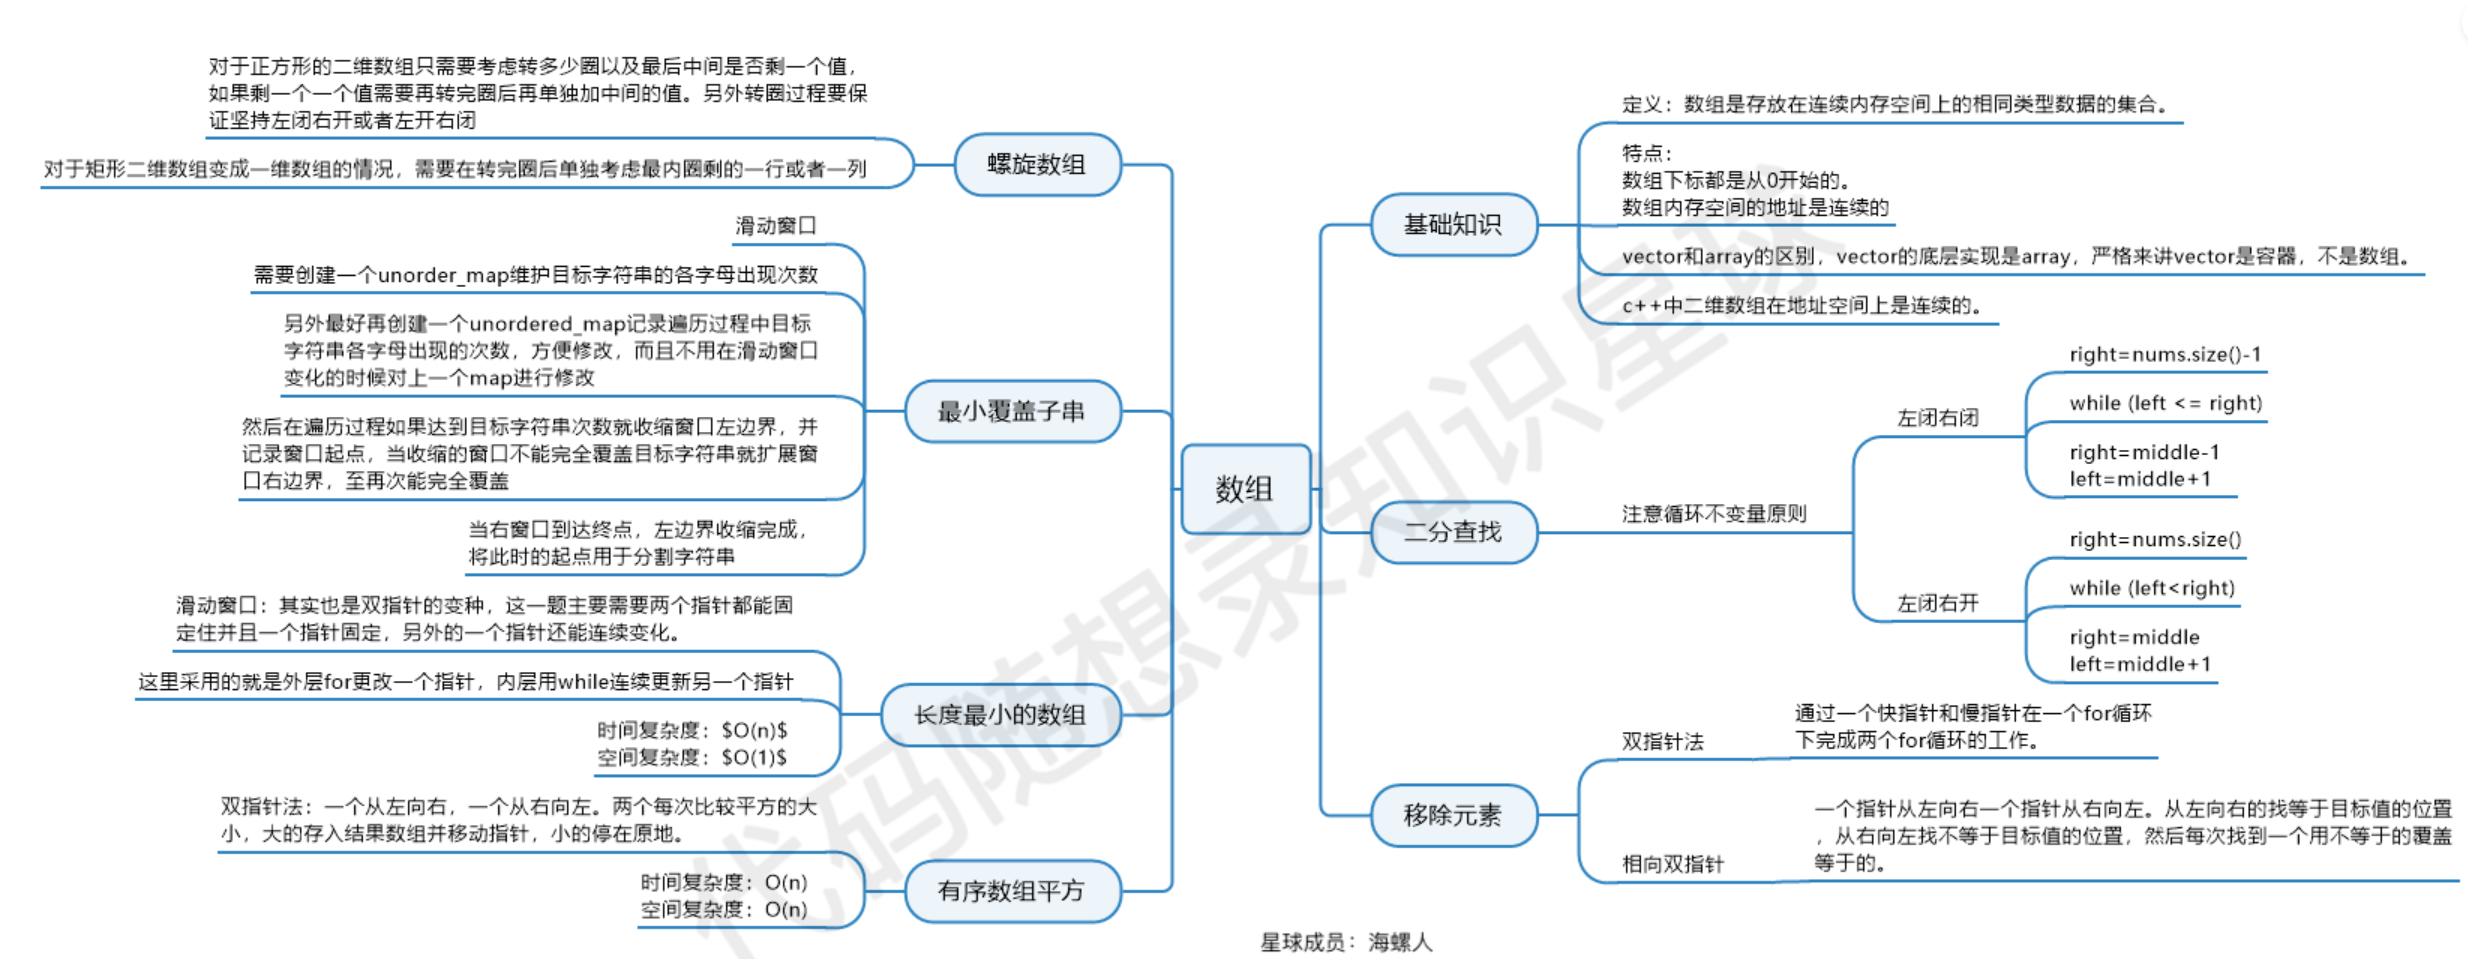 数组
基础知识
定义：数组是存放在连续内存空间上的相同类型数据的集合。
特点：
数组下标都是从0开始的。
数组内存空间的地址是连续的
vector和array的区别，vector的底层实现是array，严格来讲vector是容器，不是数组。
c++中二维数组在地址空间上是连续的。
二分查找
注意循环不变量原则
左闭右闭
right=nums.size()-1
while (left <= right)
right=middle-1
left=middle+1
左闭右开
right=nums.size()
while (left<right)
right=middle
left=middle+1
移除元素
双指针法
通过一个快指针和慢指针在一个for循环
下完成两个for循环的工作。
相向双指针
一个指针从左向右一个指针从右向左。从左向右的找等于目标值的位置
，从右向左找不等于目标值的位置，然后每次找到一个用不等于的覆盖
等于的。
螺旋数组
对于正方形的二维数组只需要考虑转多少圈以及最后中间是否剩一个值，
如果剩一个一个值需要再转完圈后再单独加中间的值。另外转圈过程要保
证坚持左闭右开或者左开右闭
对于矩形二维数组变成一维数组的情况，需要在转完圈后单独考虑最内圈剩的一行或者一列
最小覆盖子串
滑动窗口
需要创建一个unorder_map维护目标字符串的各字母出现次数
另外最好再创建一个unordered_map记录遍历过程中目标
字符串各字母出现的次数，方便修改，而且不用在滑动窗口
变化的时候对上一个map进行修改
然后在遍历过程如果达到目标字符串次数就收缩窗口左边界，并
记录窗口起点，当收缩的窗口不能完全覆盖目标字符串就扩展窗
口右边界，至再次能完全覆盖
当右窗口到达终点，左边界收缩完成，
将此时的起点用于分割字符串
长度最小的数组
滑动窗口：其实也是双指针的变种，这一题主要需要两个指针都能固
定住并且一个指针固定，另外的一个指针还能连续变化。
这里采用的就是外层for更改一个指针，内层用while连续更新另一个指针
时间复杂度：$O(n)$
空间复杂度：$O(1)$
有序数组平方
双指针法：一个从左向右，一个从右向左。两个每次比较平方的大
小，大的存入结果数组并移动指针，小的停在原地。
时间复杂度：O(n)
空间复杂度：O(n)
星球成员：海螺人
代码随想录知识星球